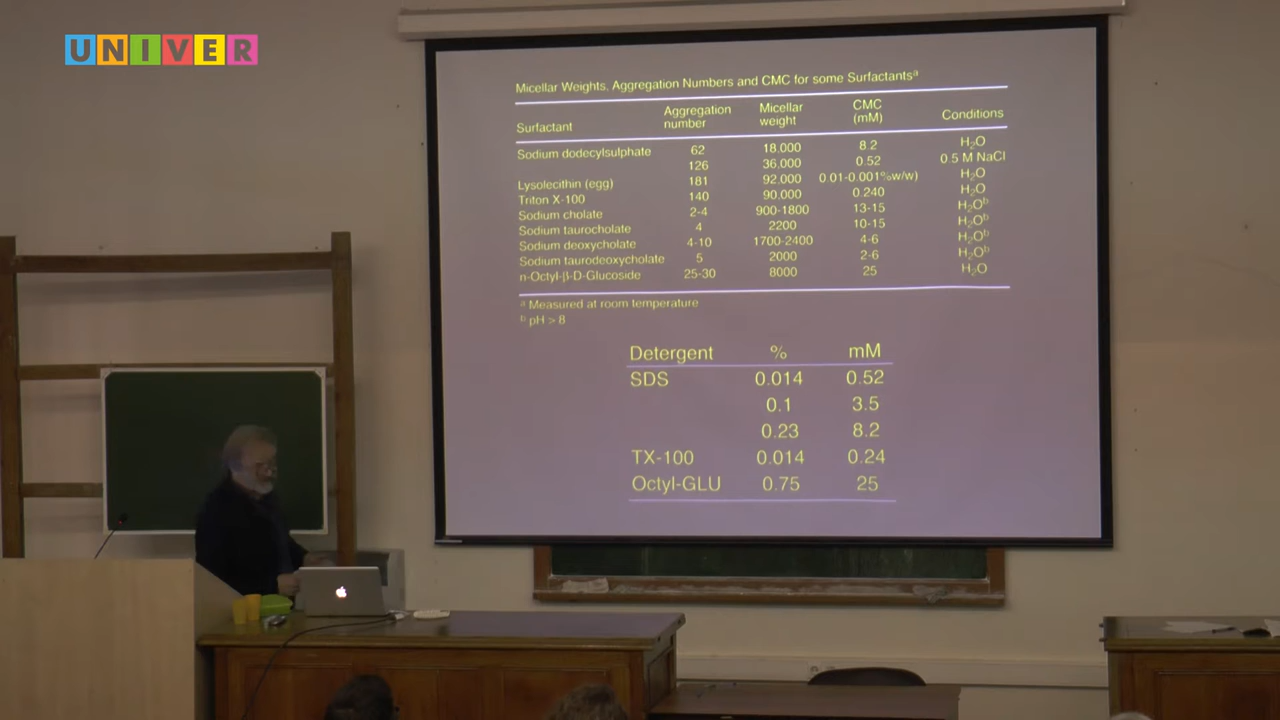 UNIVER
Micellar Weights, Aggregation Numbers and CMC for some Surfactantsᵃ
Surfactant Aggregation number Micellar weight CMC (mM) Conditions
Sodium dodecylsulphate 62 18.000 8.2 H₂O
126 36,000 0.52 0.5 M NaCl
Lysolecithin (egg) 181 92,000 0.01-0.001%w/w) H₂O
Triton X-100 140 90.000 0.240 H₂O
Sodium cholate 2-4 900-1800 13-15 H₂Oᵇ
Sodium taurocholate 4 2200 10-15 H₂Oᵇ
Sodium deoxycholate 4-10 1700-2400 4-6 H₂Oᵇ
Sodium taurodeoxycholate 5 2000 2-6 H₂Oᵇ
n-Octyl-β-D-Glucoside 25-30 8000 25 H₂O
ᵃ Measured at room temperature
ᵇ pH > 8
Detergent % mM
SDS 0.014 0.52
0.1 3.5
0.23 8.2
TX-100 0.014 0.24
Octyl-GLU 0.75 25